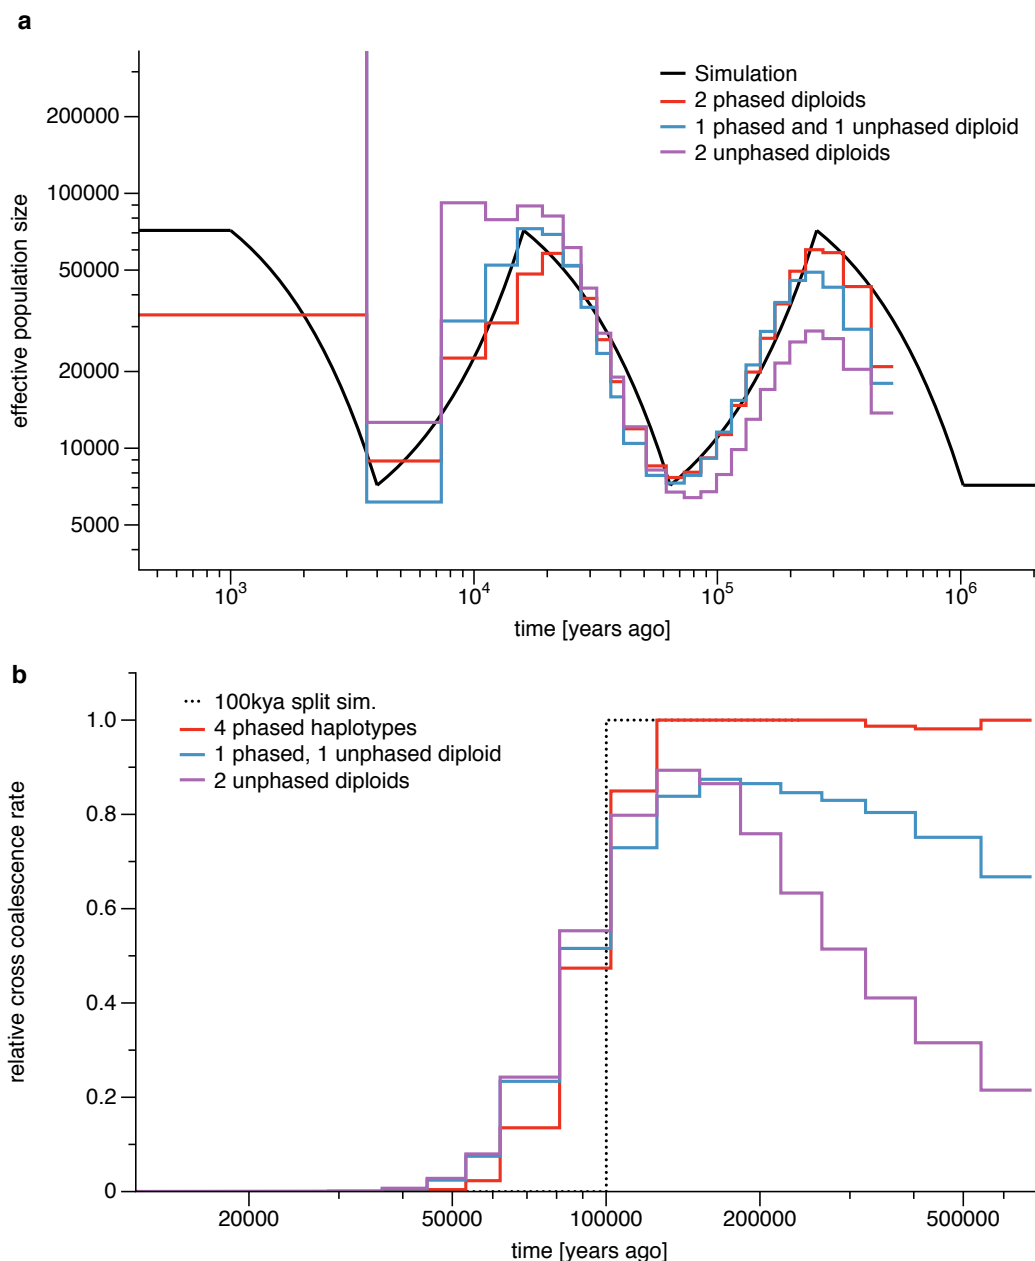 a
effective population size
200000
100000
50000
20000
10000
5000
Simulation
2 phased diploids
1 phased and 1 unphased diploid
2 unphased diploids
10³
10⁴
10⁵
10⁶
time [years ago]
b
relative cross coalescence rate
1.0
0.8
0.6
0.4
0.2
0
100kya split sim.
4 phased haplotypes
1 phased, 1 unphased diploid
2 unphased diploids
20000
50000
100000
200000
500000
time [years ago]